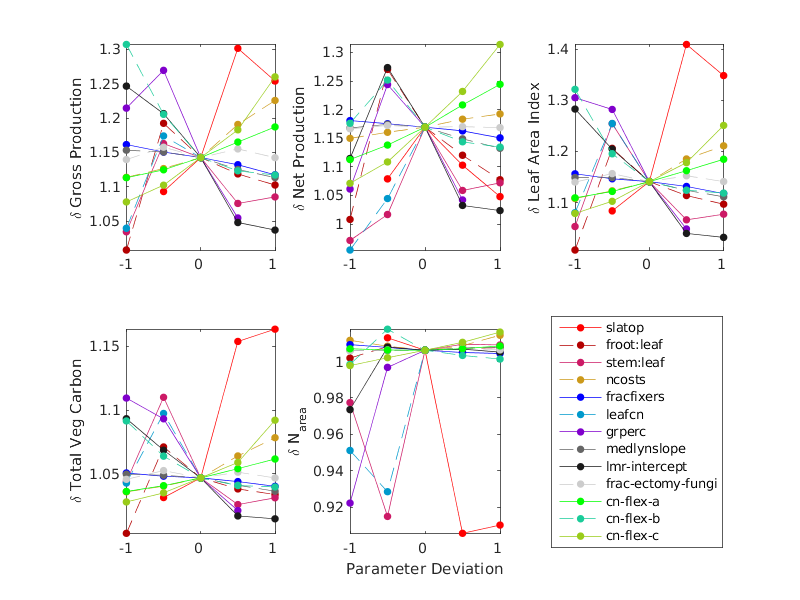 1.3
1.25
1.2
1.15
1.1
1.05
-1
0
1
δ Gross Production
1.3
1.25
1.2
1.15
1.1
1.05
1
-1
0
1
δ Net Production
1.4
1.3
1.2
1.1
-1
0
1
δ Leaf Area Index
1.15
1.1
1.05
-1
0
1
δ Total Veg Carbon
1
0.98
0.96
0.94
0.92
-1
0
1
δ Narea
Parameter Deviation
slatop
froot:leaf
stem:leaf
ncosts
fracfixers
leafcn
grperc
medlynslope
lmr-intercept
frac-ectomy-fungi
cn-flex-a
cn-flex-b
cn-flex-c